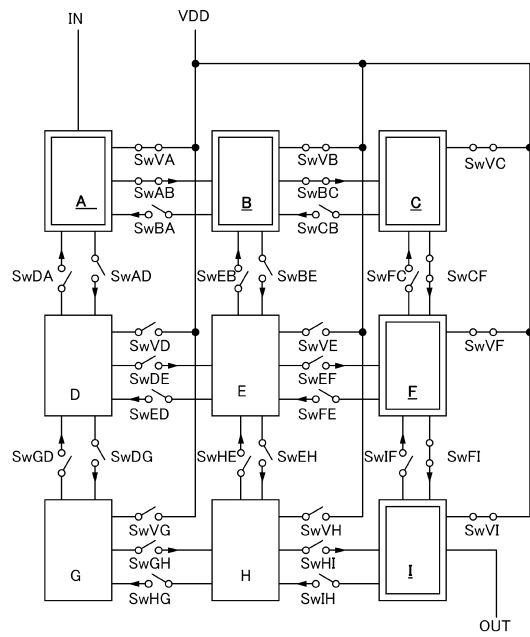 IN VDD
SwVA SwVB SwVC
A SwAB B SwBC C
SwBA SwCB
SwDA SwAD SwEB SwBE SwFC SwCF
SwVD SwVE SwVF
D SwDE E SwEF F
SwED SwFE
SwGD SwDG SwHE SwEH SwIF SwFI
SwVG SwVH SwVI
G SwGH H SwHI I
SwHG SwIH
OUT